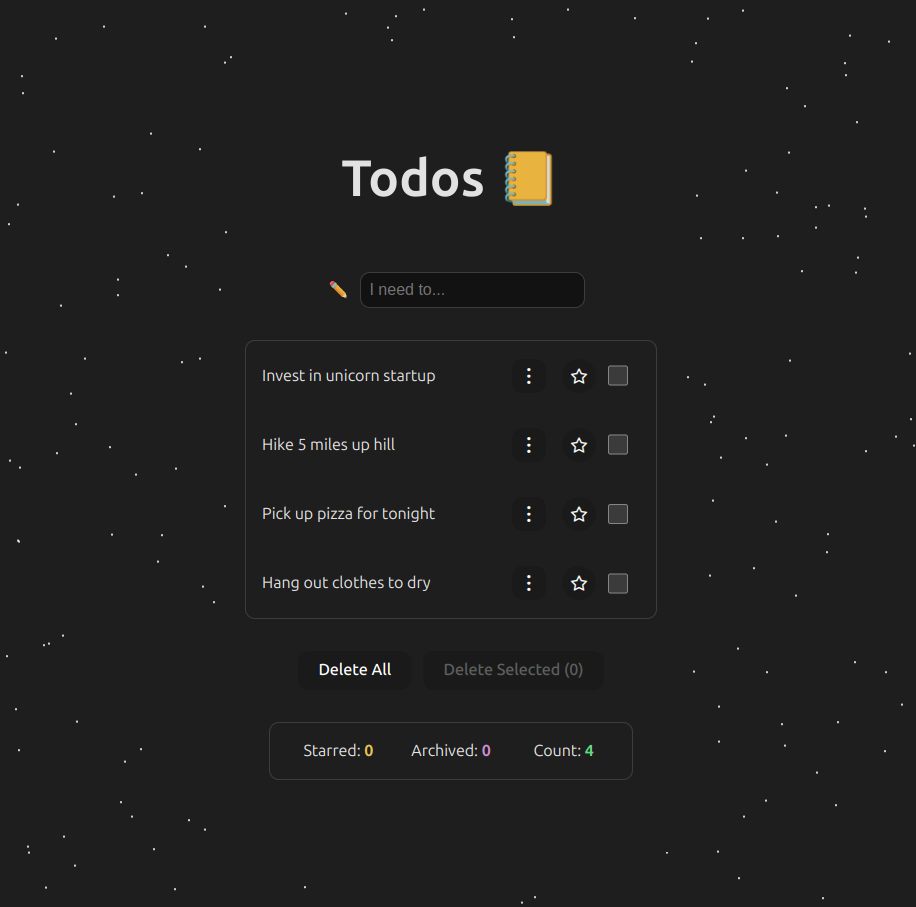 Todos
I need to...
Invest in unicorn startup
Hike 5 miles up hill
Pick up pizza for tonight
Hang out clothes to dry
Delete All Delete Selected (0)
Starred: 0 Archived: 0 Count: 4